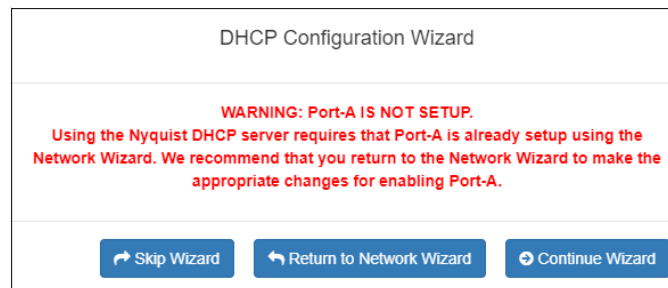 DHCP Configuration Wizard
WARNING: Port-A IS NOT SETUP.
Using the Nyquist DHCP server requires that Port-A is already setup using the
Network Wizard. We recommend that you return to the Network Wizard to make the
appropriate changes for enabling Port-A.
Skip Wizard Return to Network Wizard Continue Wizard